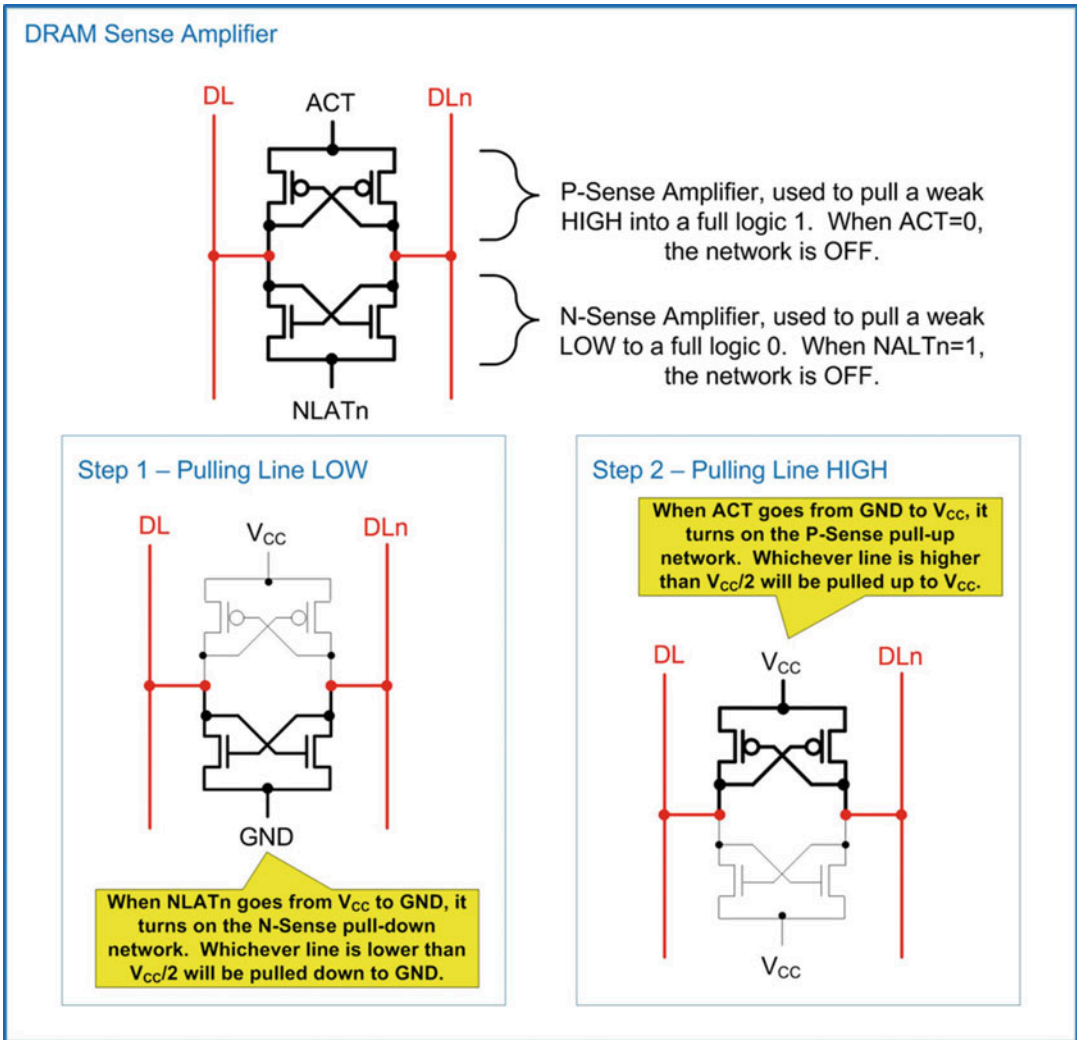 DRAM Sense Amplifier
DL
ACT
DLn
P-Sense Amplifier, used to pull a weak
HIGH into a full logic 1. When ACT=0,
the network is OFF.
N-Sense Amplifier, used to pull a weak
LOW to a full logic 0. When NALTn=1,
the network is OFF.
NLATn
Step 1 – Pulling Line LOW
DL
VCC
DLn
GND
When NLATn goes from VCC to GND, it
turns on the N-Sense pull-down
network. Whichever line is lower than
VCC/2 will be pulled down to GND.
Step 2 – Pulling Line HIGH
When ACT goes from GND to VCC, it
turns on the P-Sense pull-up
network. Whichever line is higher
than VCC/2 will be pulled up to VCC.
DL
VCC
DLn
VCC